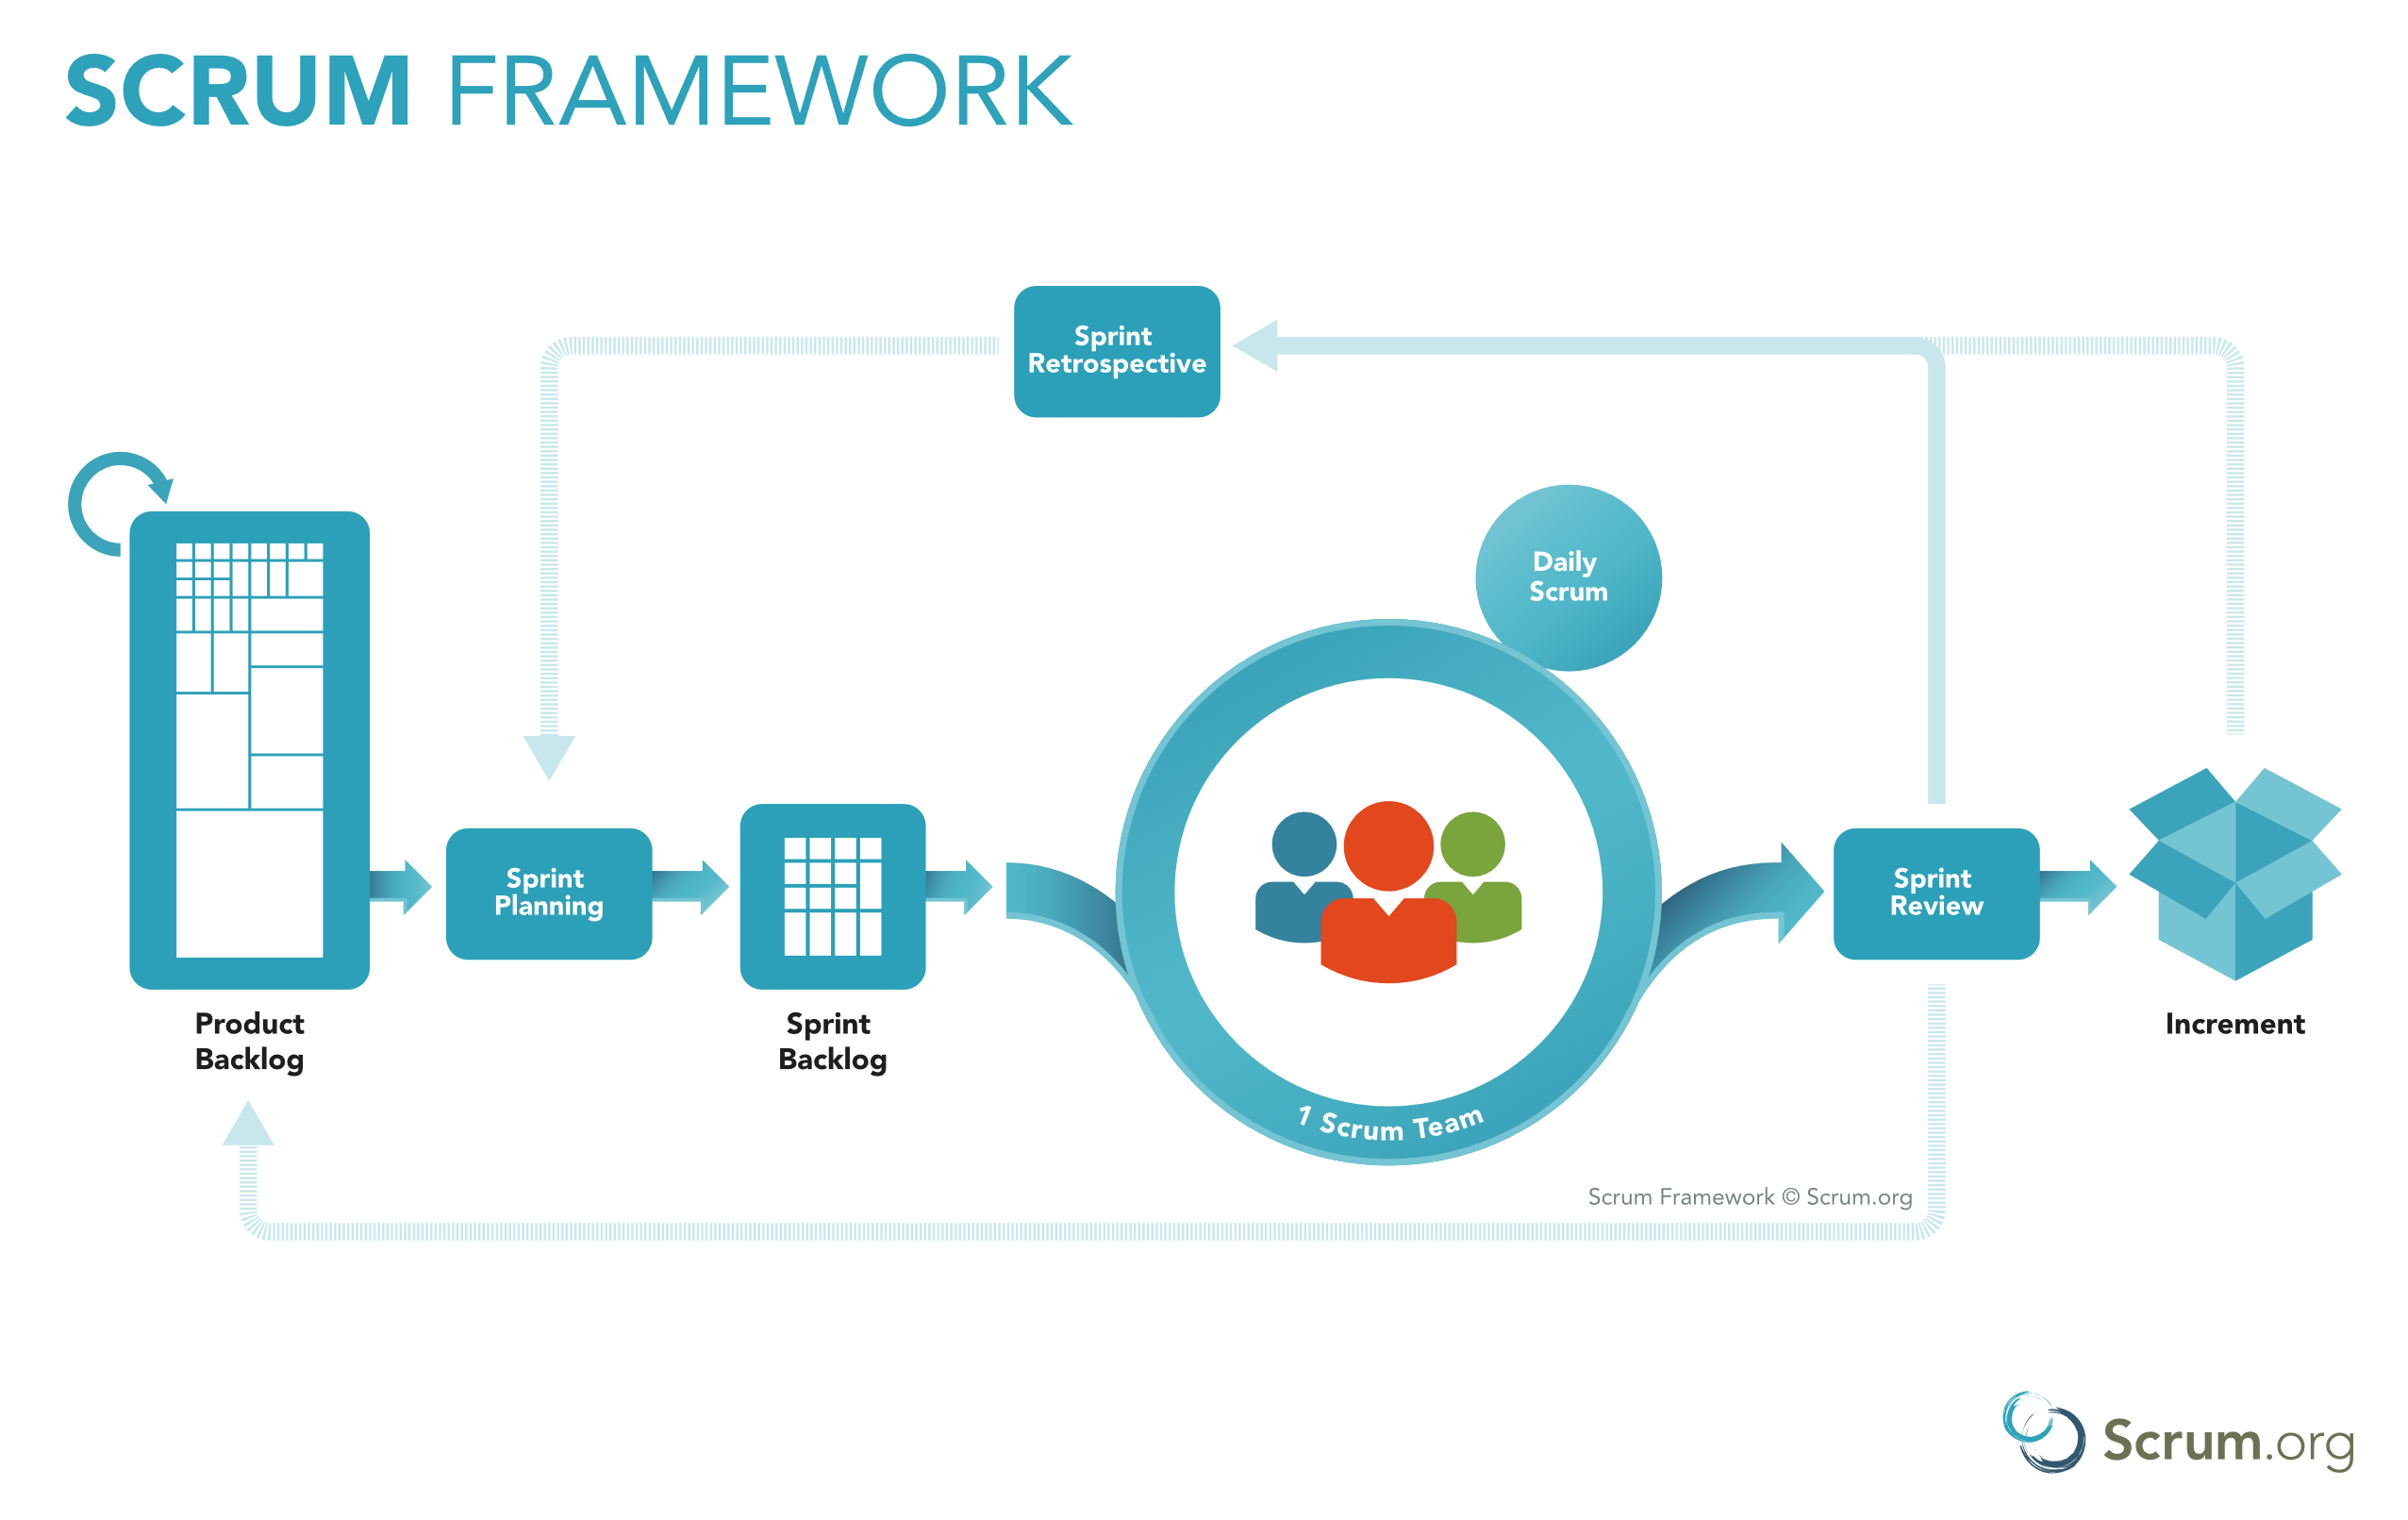 SCRUM FRAMEWORK
Sprint
Retrospective
Daily
Scrum
Sprint
Planning
Sprint
Review
Product
Backlog
Sprint
Backlog
Increment
1 Scrum Team
Scrum Framework © Scrum.org
Scrum.org